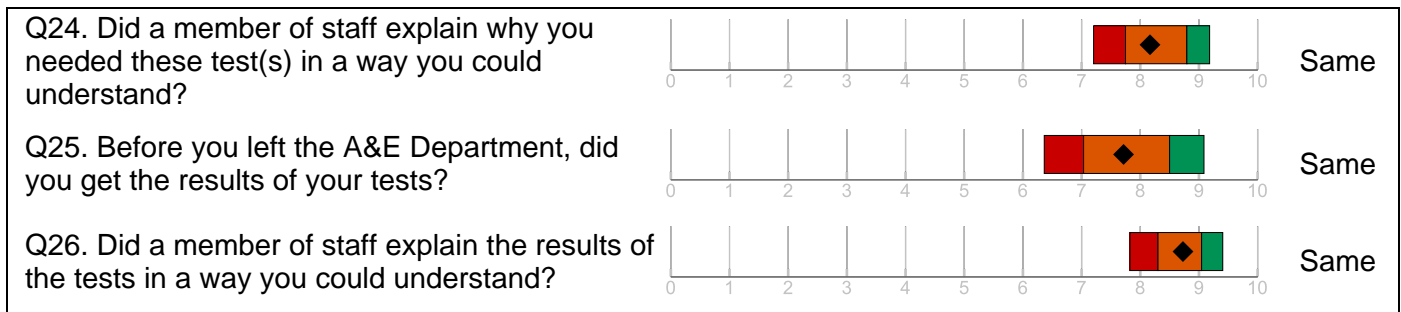 Q24. Did a member of staff explain why you
needed these test(s) in a way you could
understand?
0 1 2 3 4 5 6 7 8 9 10
Same
Q25. Before you left the A&E Department, did
you get the results of your tests?
0 1 2 3 4 5 6 7 8 9 10
Same
Q26. Did a member of staff explain the results of
the tests in a way you could understand?
0 1 2 3 4 5 6 7 8 9 10
Same